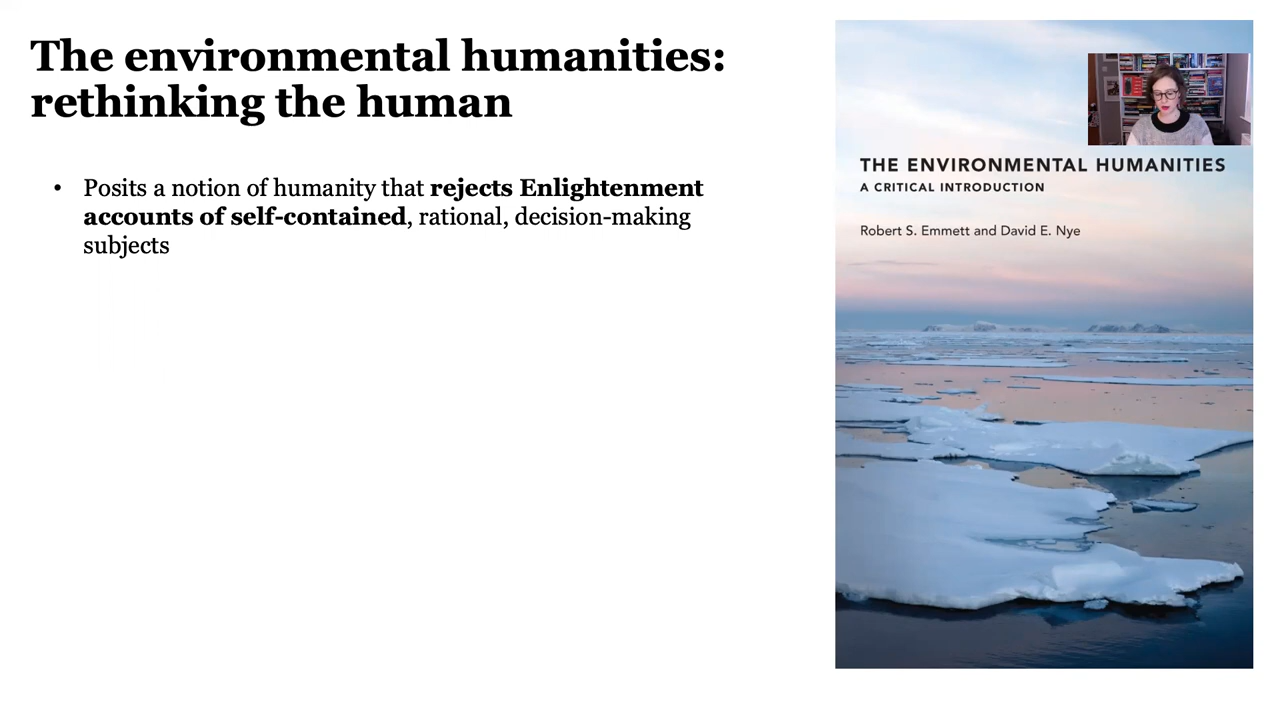 The environmental humanities:
rethinking the human
• Posits a notion of humanity that rejects Enlightenment
accounts of self-contained, rational, decision-making
subjects
THE ENVIRONMENTAL HUMANITIES
A CRITICAL INTRODUCTION
Robert S. Emmett and David E. Nye